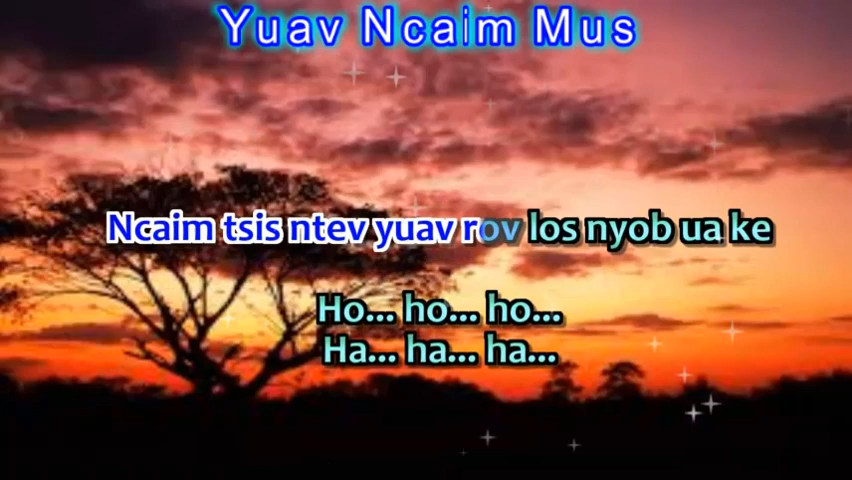 Yuav Ncaim Mus
Ncaim tsis ntev yuav rov los nyob ua ke
Ho... ho... ho...
Ha... ha... ha...